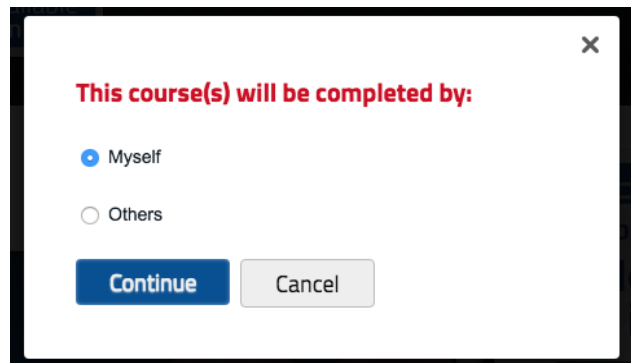 This course(s) will be completed by:
Myself
Others
Continue
Cancel